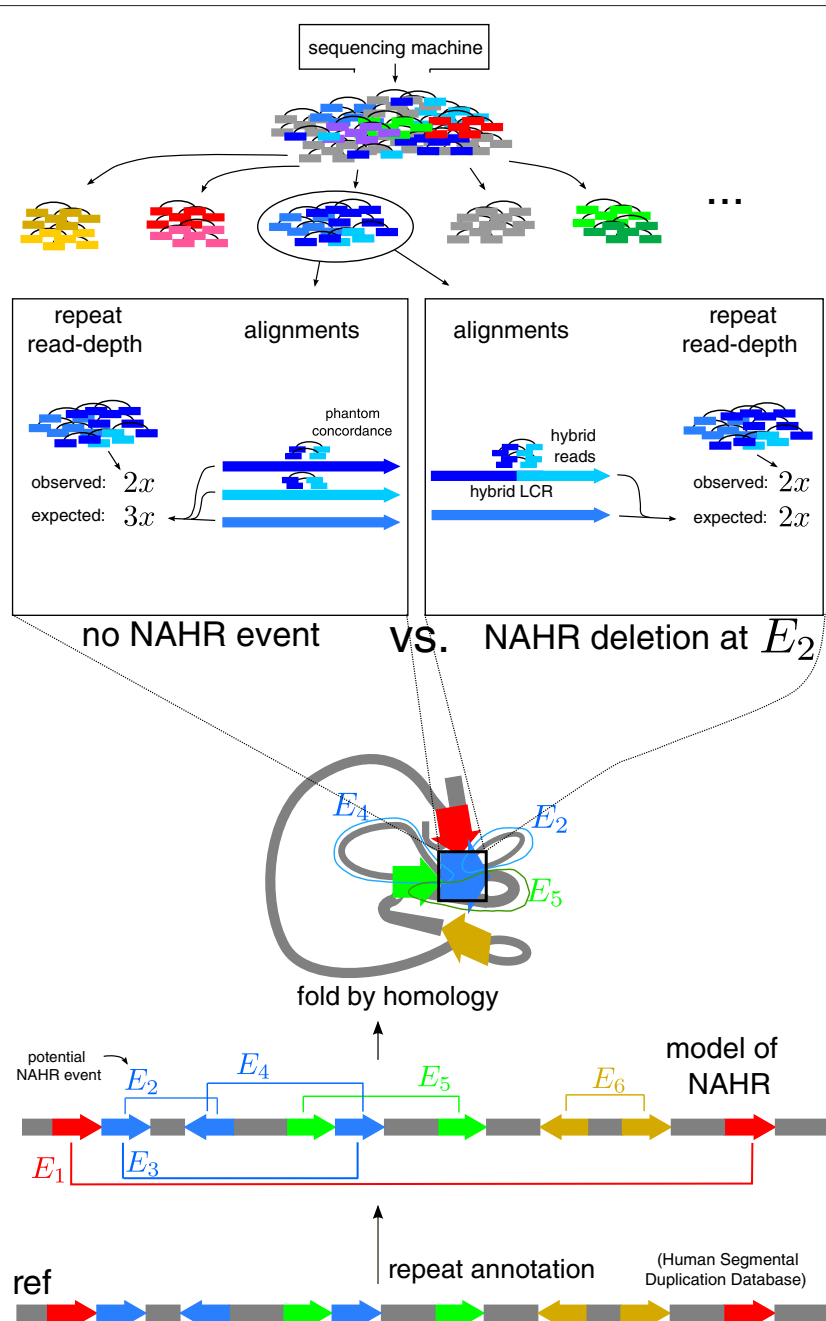 sequencing machine
...
repeat
read-depth
alignments
phantom
concordance
observed: 2x
expected: 3x
alignments
repeat
read-depth
hybrid
reads
hybrid LCR
observed: 2x
expected: 2x
no NAHR event
vs.
NAHR deletion at E2
E4
E2
E5
fold by homology
potential
NAHR event
E2
E4
E5
E6
model of
NAHR
E1
E3
ref
repeat annotation
(Human Segmental
Duplication Database)